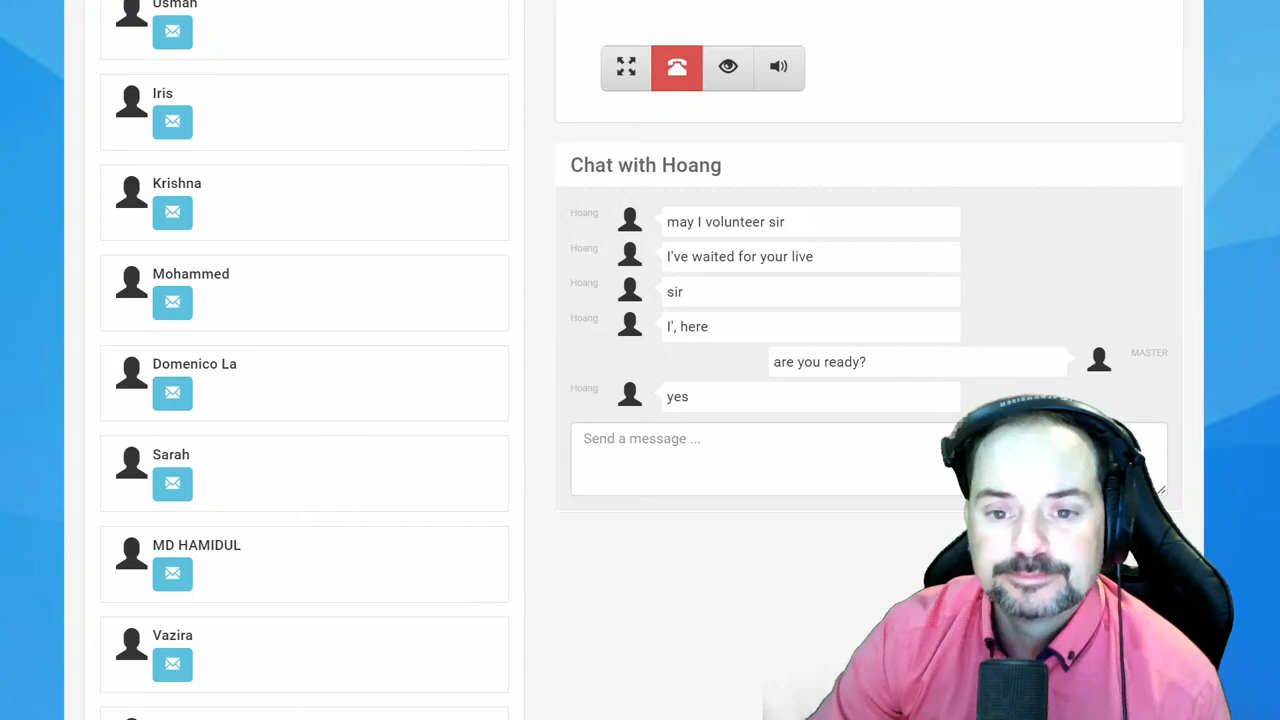 Usman
Iris
Krishna
Mohammed
Domenico La
Sarah
MD HAMIDUL
Vazira
Chat with Hoang
Hoang
may I volunteer sir
Hoang
I've waited for your live
Hoang
sir
Hoang
I', here
are you ready?
MASTER
Hoang
yes
Send a message ...